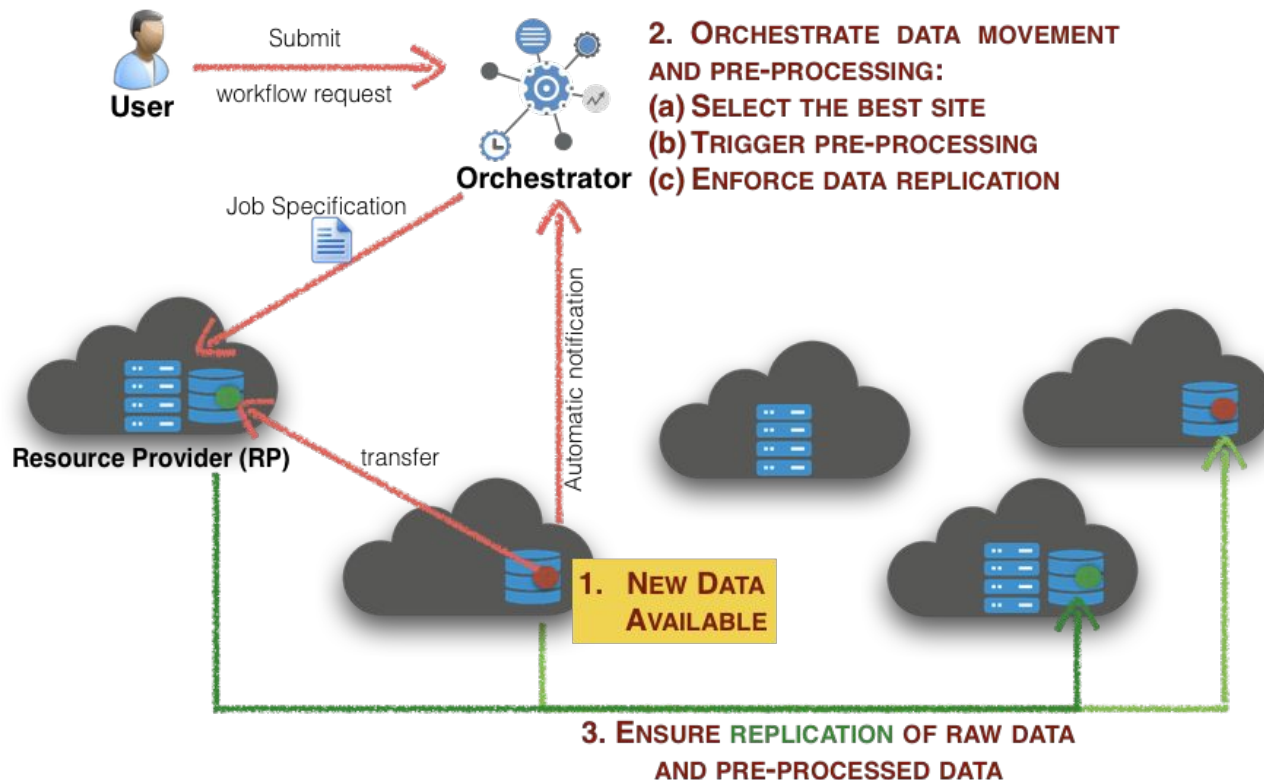 Submit
workflow request
User
Orchestrator
2. ORCHESTRATE DATA MOVEMENT
AND PRE-PROCESSING:
(a) SELECT THE BEST SITE
(b) TRIGGER PRE-PROCESSING
(c) ENFORCE DATA REPLICATION
Job Specification
Automatic notification
Resource Provider (RP)
transfer
1. NEW DATA
AVAILABLE
3. ENSURE REPLICATION OF RAW DATA
AND PRE-PROCESSED DATA